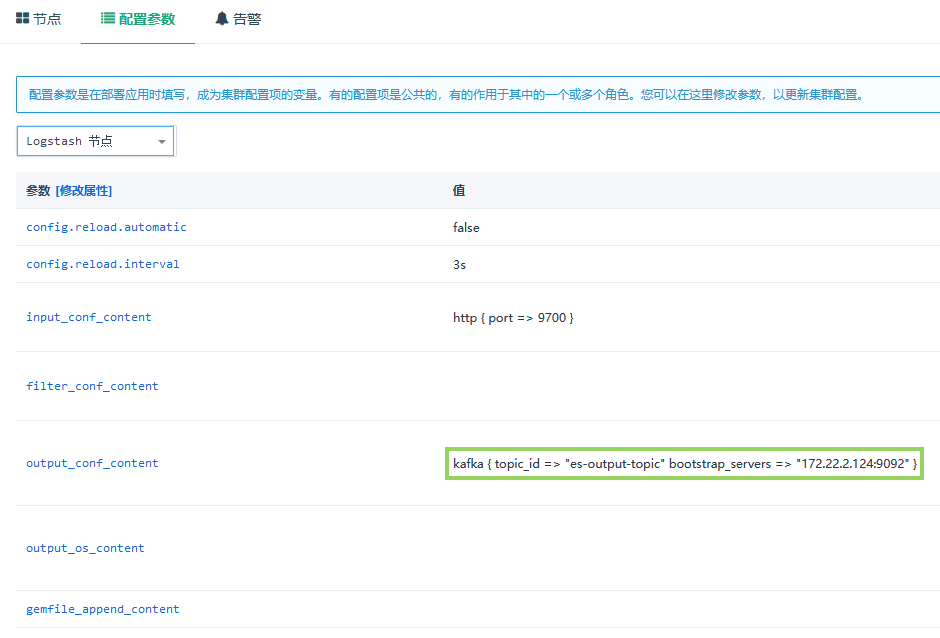 节点 配置参数 告警
配置参数是在部署应用时填写，成为集群配置项的变量。有的配置项是公共的，有的作用于其中的一个或多个角色。您可以在这里修改参数，以更新集群配置。
Logstash 节点
参数 [修改属性] 值
config.reload.automatic false
config.reload.interval 3s
input_conf_content http { port => 9700 }
filter_conf_content
output_conf_content kafka { topic_id => "es-output-topic" bootstrap_servers => "172.22.2.124:9092" }
output_os_content
gemfile_append_content